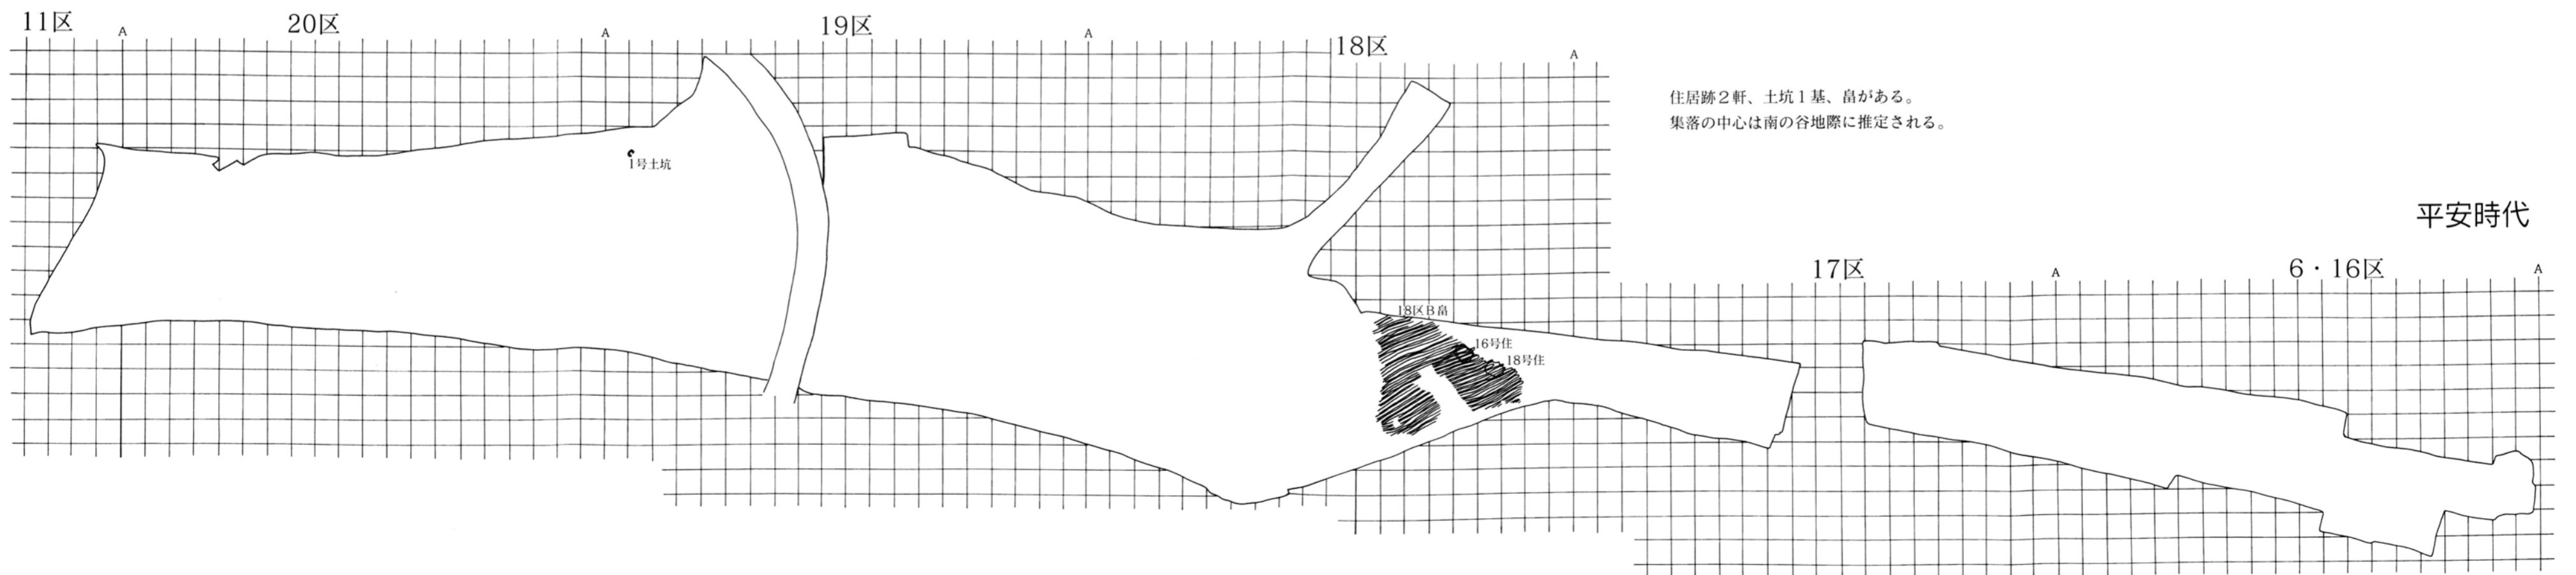 11区
A
20区
A
19区
A
18区
A
住居跡2軒、土坑1基、畠がある。
集落の中心は南の谷地際に推定される。
1号土坑
平安時代
17区
A
6・16区
A
18区B畠
16号住
18号住